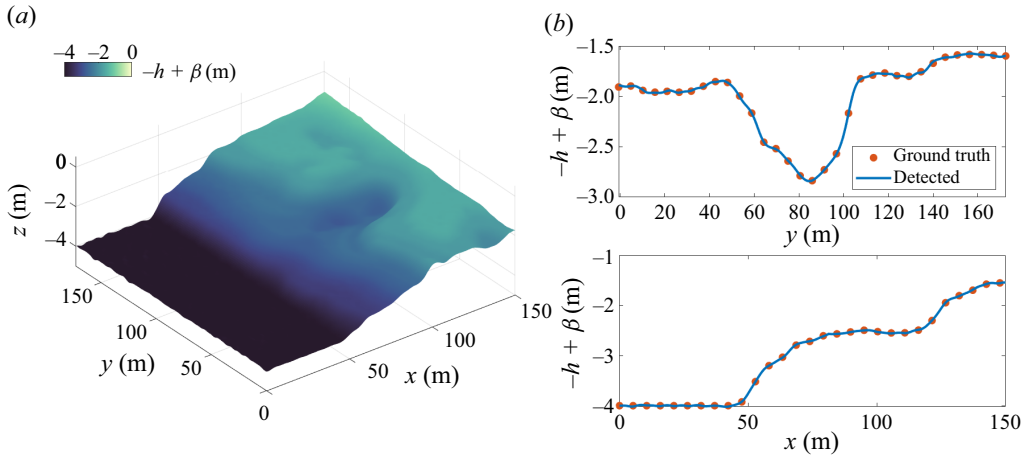 (a)
–4 –2 0
–h + β (m)
z (m)
0
–2
–4
150
100
50
y (m)
0
50
100
150
x (m)
(b)
–h + β (m)
–1.5
–2.0
–2.5
–3.0
Ground truth
Detected
0 20 40 60 80 100 120 140 160
y (m)
–h + β (m)
–1
–2
–3
–4
0 50 100 150
x (m)